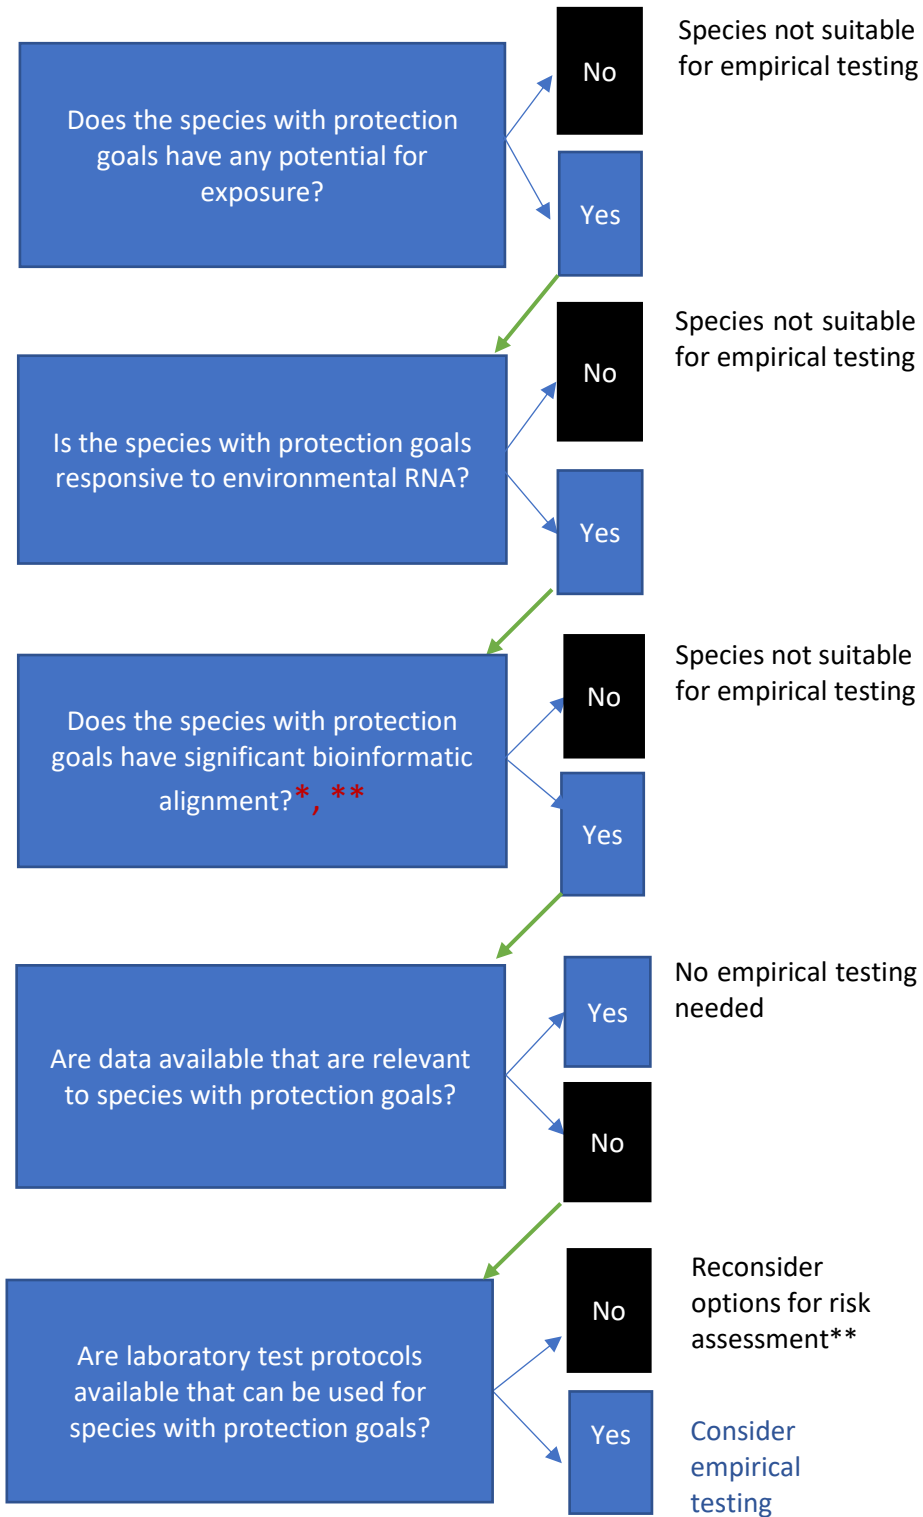 Does the species with protection
goals have any potential for
exposure?
No
Species not suitable
for empirical testing
Yes
Is the species with protection goals
responsive to environmental RNA?
No
Species not suitable
for empirical testing
Yes
Does the species with protection
goals have significant bioinformatic
alignment?*, **
No
Species not suitable
for empirical testing
Yes
Are data available that are relevant
to species with protection goals?
Yes
No empirical testing
needed
No
Are laboratory test protocols
available that can be used for
species with protection goals?
No
Reconsider
options for risk
assessment**
Yes
Consider
empirical
testing